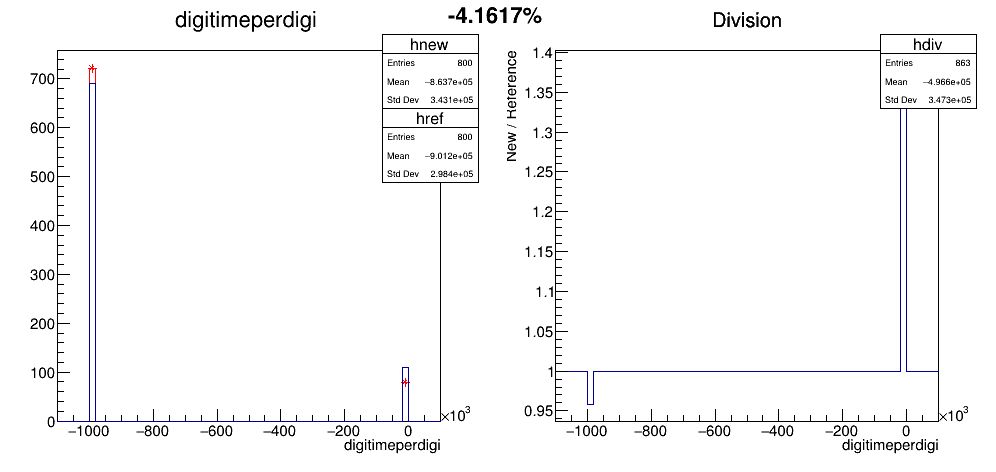 -4.1617%
digitimeperdigi
hnew
Entries 800
Mean −8.637e+05
Std Dev 3.431e+05
href
Entries 800
Mean −9.012e+05
Std Dev 2.984e+05
700
600
500
400
300
200
100
0
−1000 −800 −600 −400 −200 0
×10³
digitimeperdigi
Division
hdiv
Entries 863
Mean −4.966e+05
Std Dev 3.473e+05
New / Reference
1.4
1.35
1.3
1.25
1.2
1.15
1.1
1.05
1
0.95
−1000 −800 −600 −400 −200 0
×10³
digitimeperdigi